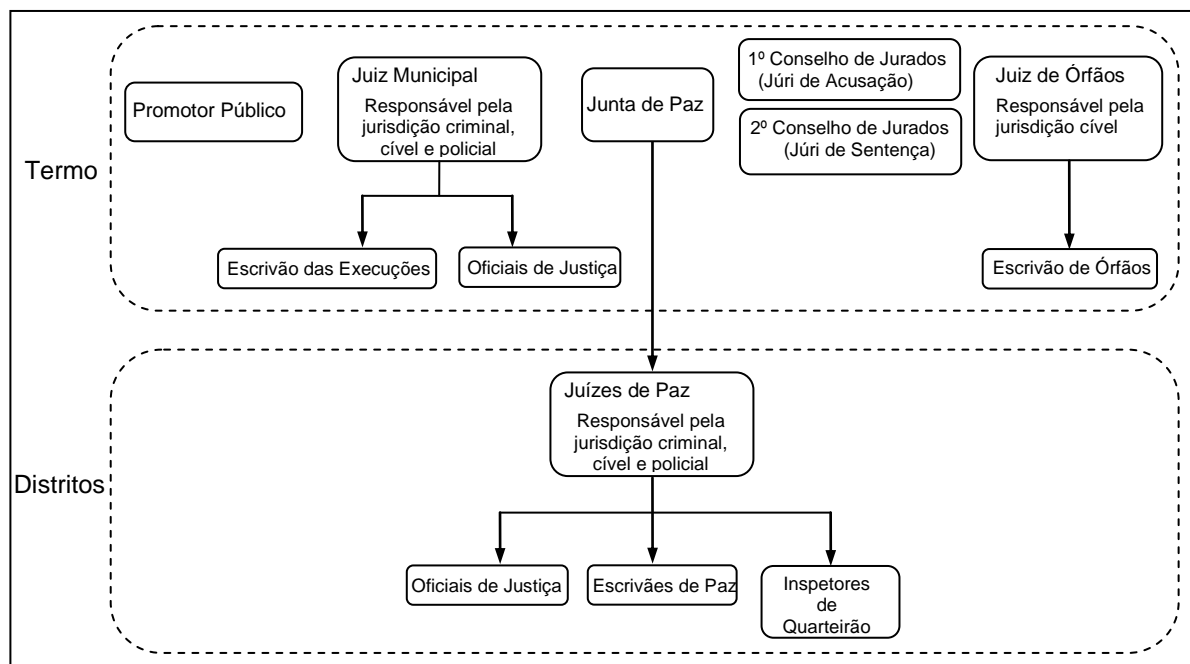 Termo
Promotor Público
Juiz Municipal
Responsável pela
jurisdição criminal,
cível e policial
Junta de Paz
1º Conselho de Jurados
(Júri de Acusação)
2º Conselho de Jurados
(Júri de Sentença)
Juiz de Órfãos
Responsável pela
jurisdição cível
Escrivão das Execuções
Oficiais de Justiça
Escrivão de Órfãos
Distritos
Juízes de Paz
Responsável pela
jurisdição criminal,
cível e policial
Oficiais de Justiça
Escrivães de Paz
Inspetores
de
Quarteirão